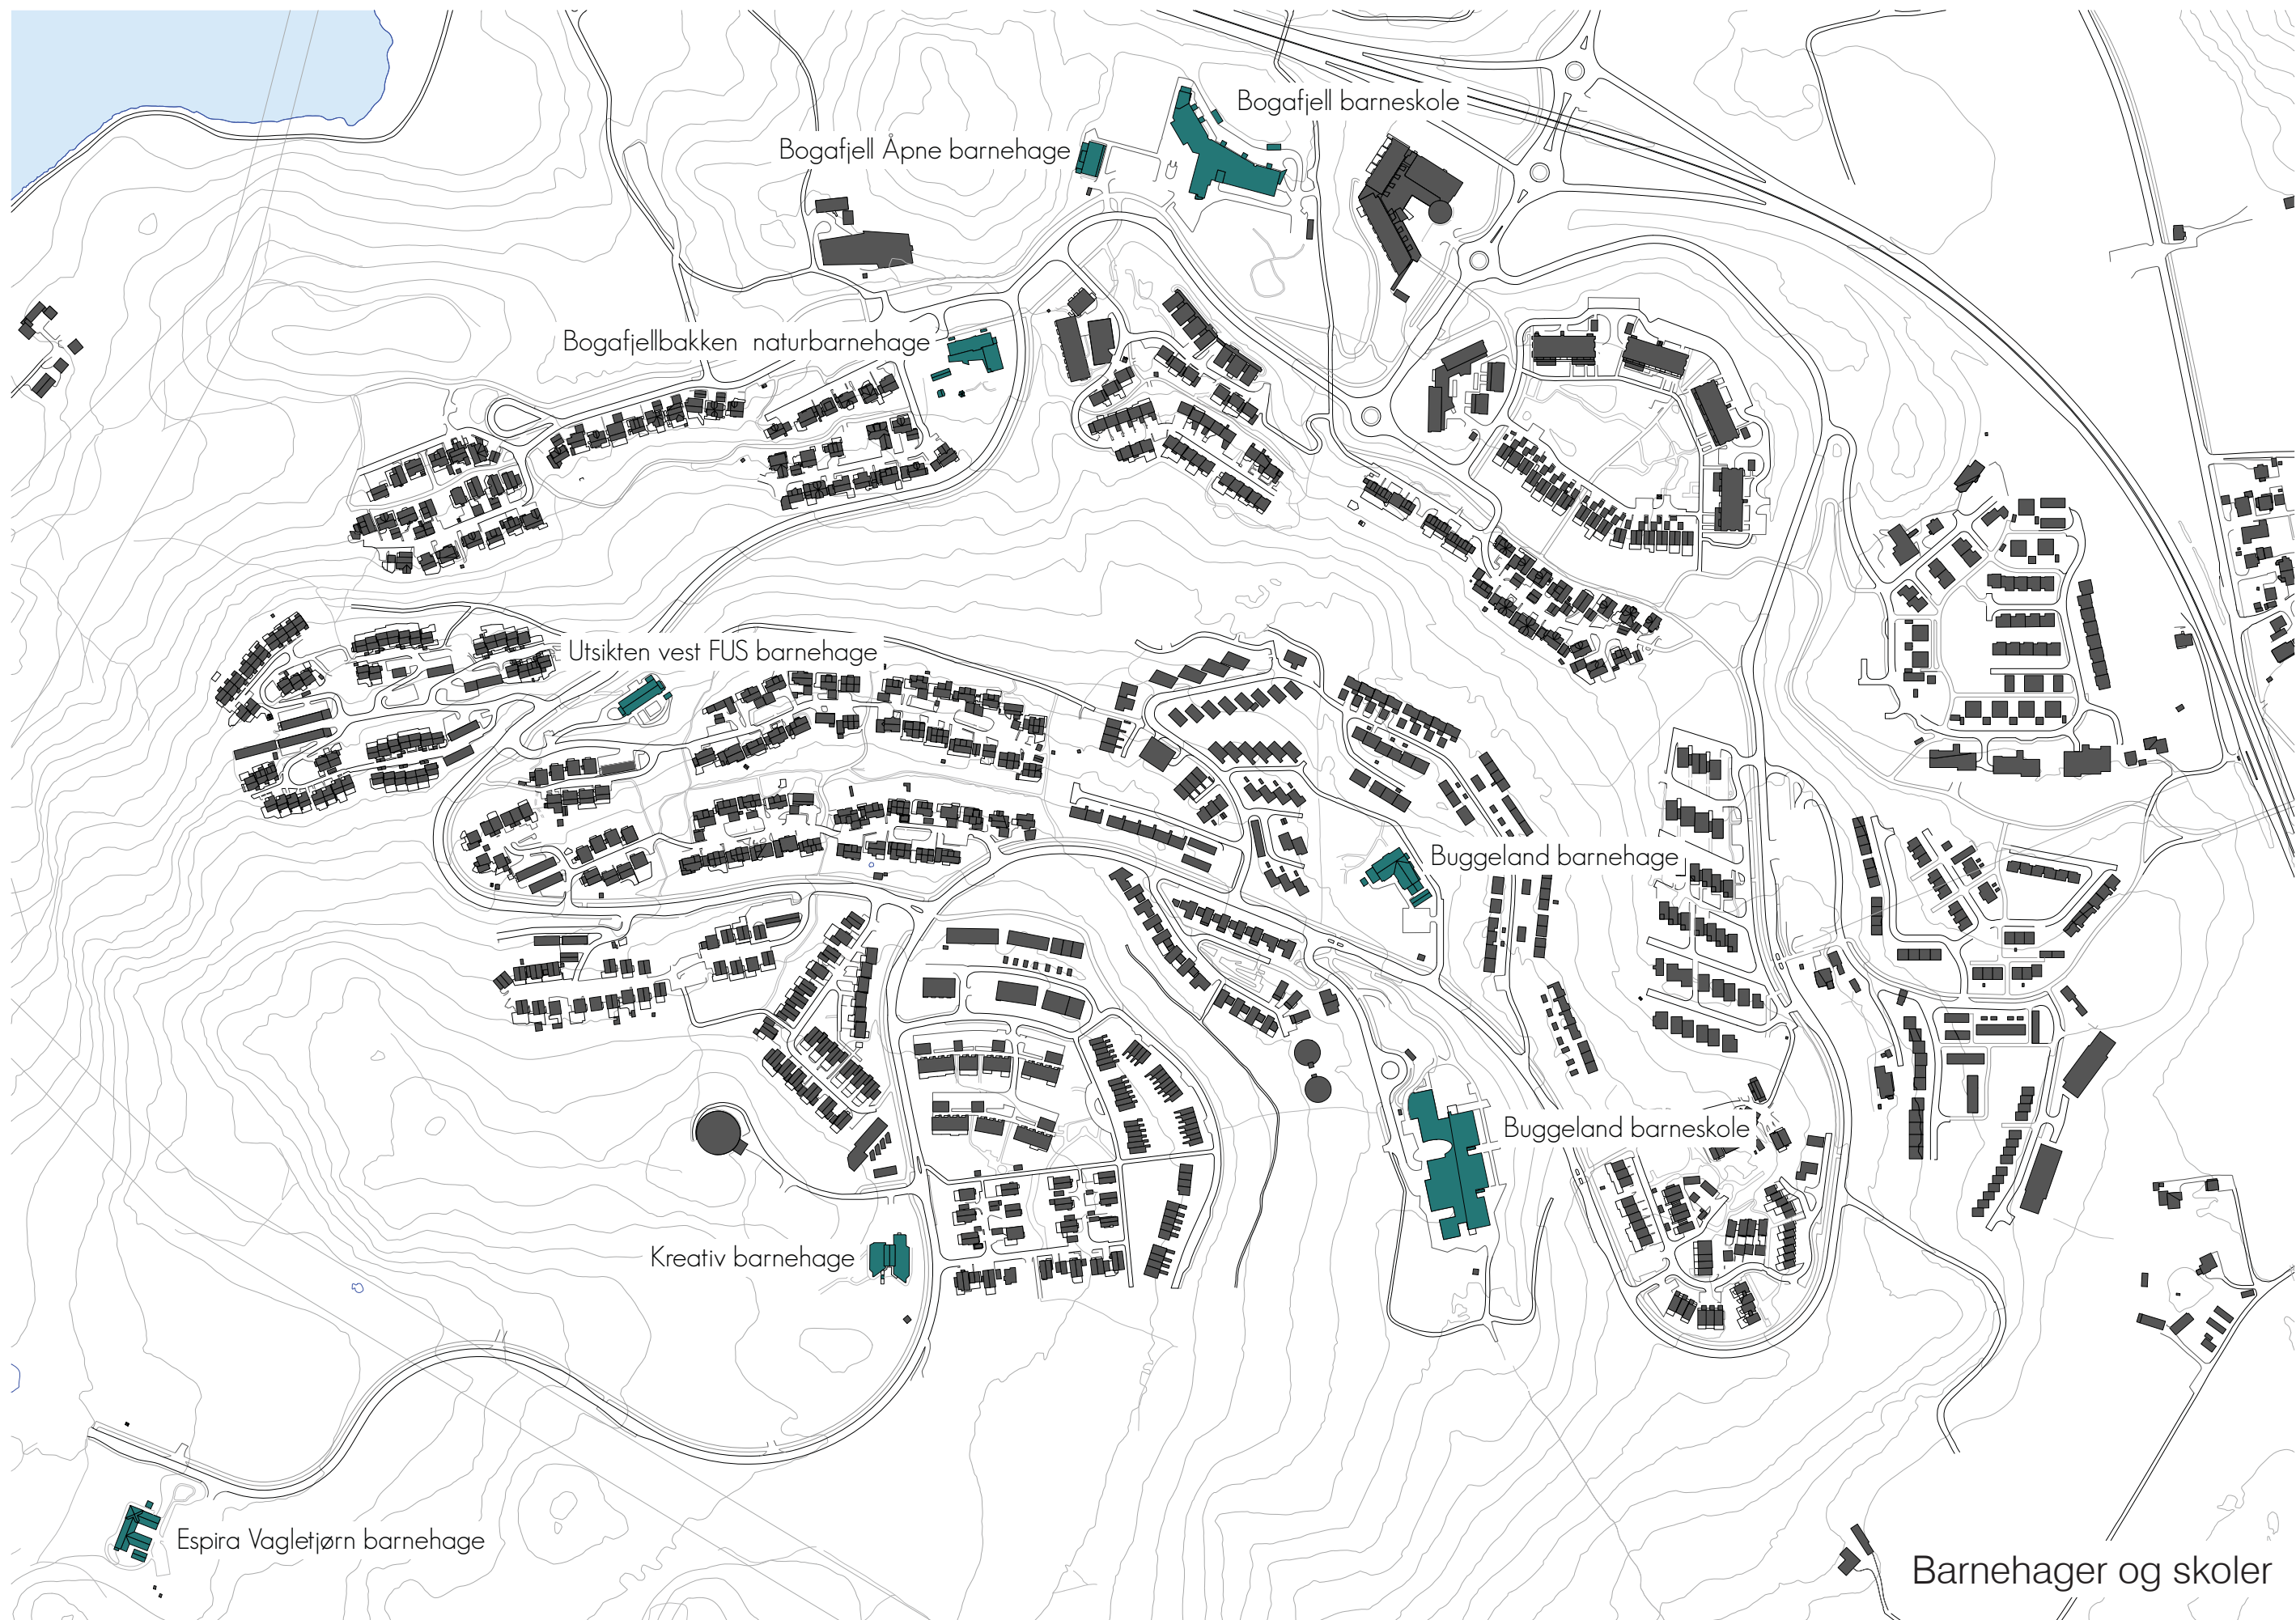 Bogafjell barneskole
Bogafjell Åpne barnehage
Bogafjellbakken naturbarnehage
Utsikten vest FUS barnehage
Buggeland barnehage
Buggeland barneskole
Kreativ barnehage
Espira Vagletjørn barnehage
Barnehager og skoler